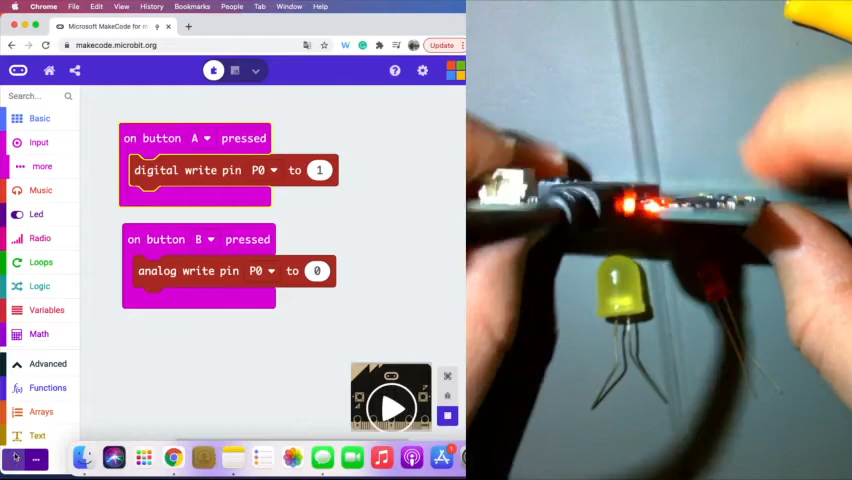 Chrome File Edit View History Bookmarks People Tab Window Help
Microsoft MakeCode for m
makecode.microbit.org
Update
Search...
Basic
Input
more
Music
Led
Radio
Loops
Logic
Variables
Math
Advanced
Functions
Arrays
Text
on button A pressed
digital write pin P0 to 1
on button B pressed
analog write pin P0 to 0